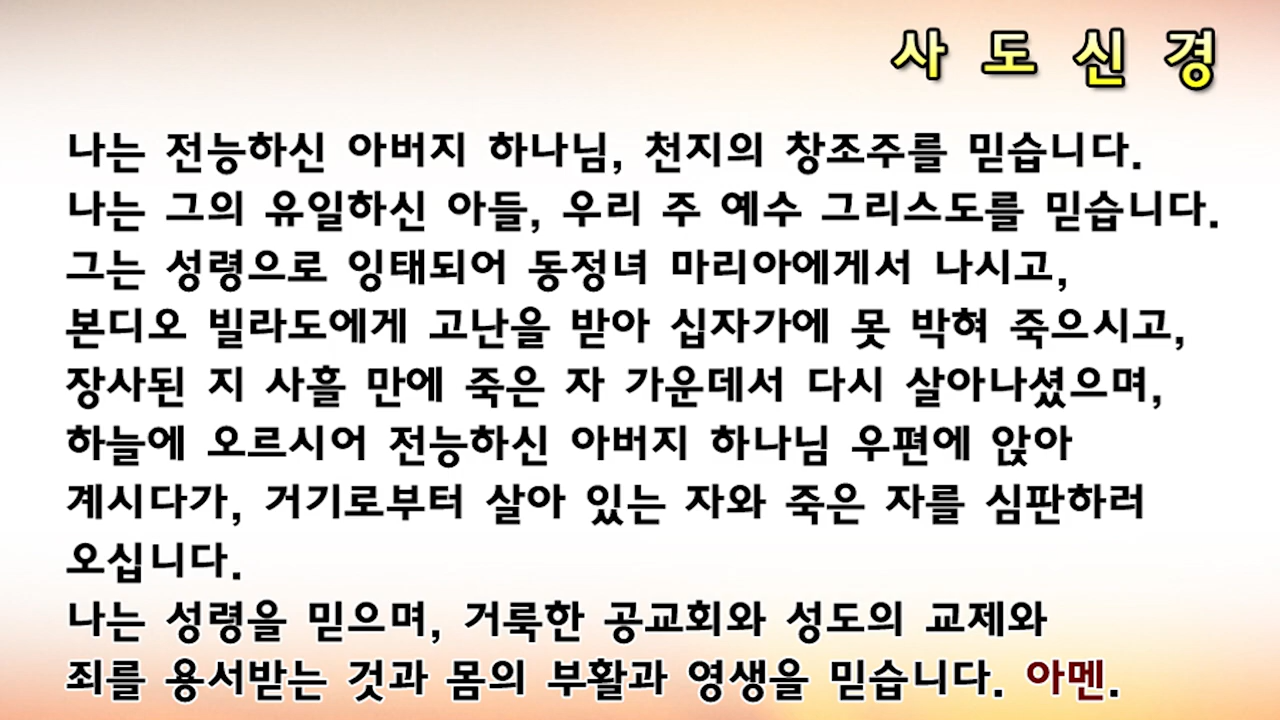 사 도 신 경
나는 전능하신 아버지 하나님, 천지의 창조주를 믿습니다.
나는 그의 유일하신 아들, 우리 주 예수 그리스도를 믿습니다.
그는 성령으로 잉태되어 동정녀 마리아에게서 나시고,
본디오 빌라도에게 고난을 받아 십자가에 못 박혀 죽으시고,
장사된 지 사흘 만에 죽은 자 가운데서 다시 살아나셨으며,
하늘에 오르시어 전능하신 아버지 하나님 우편에 앉아
계시다가, 거기로부터 살아 있는 자와 죽은 자를 심판하러
오십니다.
나는 성령을 믿으며, 거룩한 공교회와 성도의 교제와
죄를 용서받는 것과 몸의 부활과 영생을 믿습니다. 아멘.